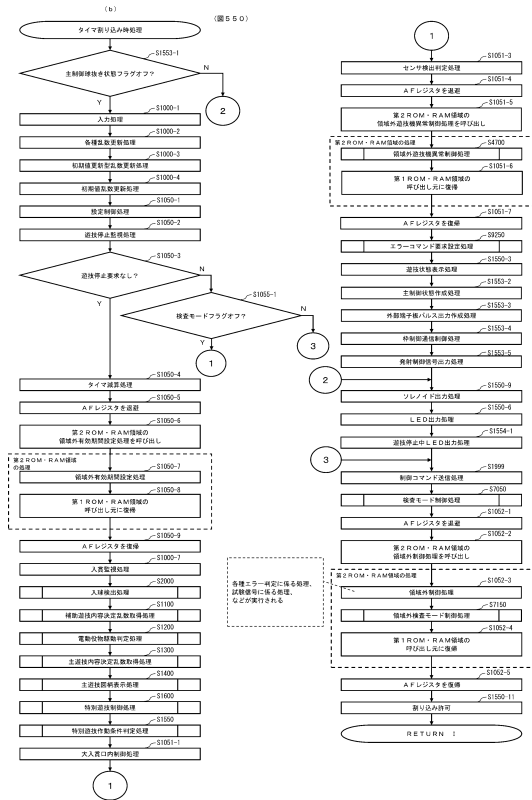 (b)
(図550)
タイマ割り込み時処理
S1553-1
主制御球抜き状態フラグオフ?
N
Y
2
S1000-1
入力処理
S1000-2
各種乱数更新処理
S1000-3
初期値更新型乱数更新処理
S1000-4
初期値乱数更新処理
S1050-1
設定制御処理
S1050-2
遊技停止監視処理
S1050-3
遊技停止要求なし?
N
Y
S1055-1
検査モードフラグオフ?
N
Y
1
3
S1050-4
タイマ減算処理
S1050-5
AFレジスタを退避
S1050-6
第2ROM・RAM領域の
領域外有効期間設定処理を呼び出し
第2ROM・RAM領域
の処理
S1050-7
領域外有効期間設定処理
S1050-8
第1ROM・RAM領域の
呼び出し元に復帰
S1050-9
AFレジスタを復帰
S1000-7
入賞監視処理
S2000
入球検出処理
S1100
補助遊技内容決定乱数取得処理
S1200
電動役物駆動判定処理
S1300
主遊技内容決定乱数取得処理
S1400
主遊技図柄表示処理
S1600
特別遊技制御処理
S1550
特別遊技作動条件判定処理
S1051-1
大入賞口内制御処理
1
1
S1051-3
センサ検出判定処理
S1051-4
AFレジスタを退避
S1051-5
第2ROM・RAM領域の
領域外遊技機異常制御処理を呼び出し
第2ROM・RAM領域の処理
S4700
領域外遊技機異常制御処理
S1051-6
第1ROM・RAM領域の
呼び出し元に復帰
S1051-7
AFレジスタを復帰
S9250
エラーコマンド要求設定処理
S1550-3
遊技状態表示処理
S1553-2
主制御状態作成処理
S1553-3
外部端子板パルス出力作成処理
S1553-4
枠制御通信制御処理
S1553-5
発射制御信号出力処理
2
S1550-9
ソレノイド出力処理
S1550-6
LED出力処理
S1554-1
遊技停止中LED出力処理
3
S1999
制御コマンド送信処理
S7050
検査モード制御処理
S1052-1
AFレジスタを退避
S1052-2
第2ROM・RAM領域の
領域外制御処理を呼び出し
各種エラー判定に係る処理、
試験信号に係る処理、
などが実行される
第2ROM・RAM領域の処理
S1052-3
領域外制御処理
S7150
領域外検査モード制御処理
S1052-4
第1ROM・RAM領域の
呼び出し元に復帰
S1052-5
AFレジスタを復帰
S1550-11
割り込み許可
RETURN I